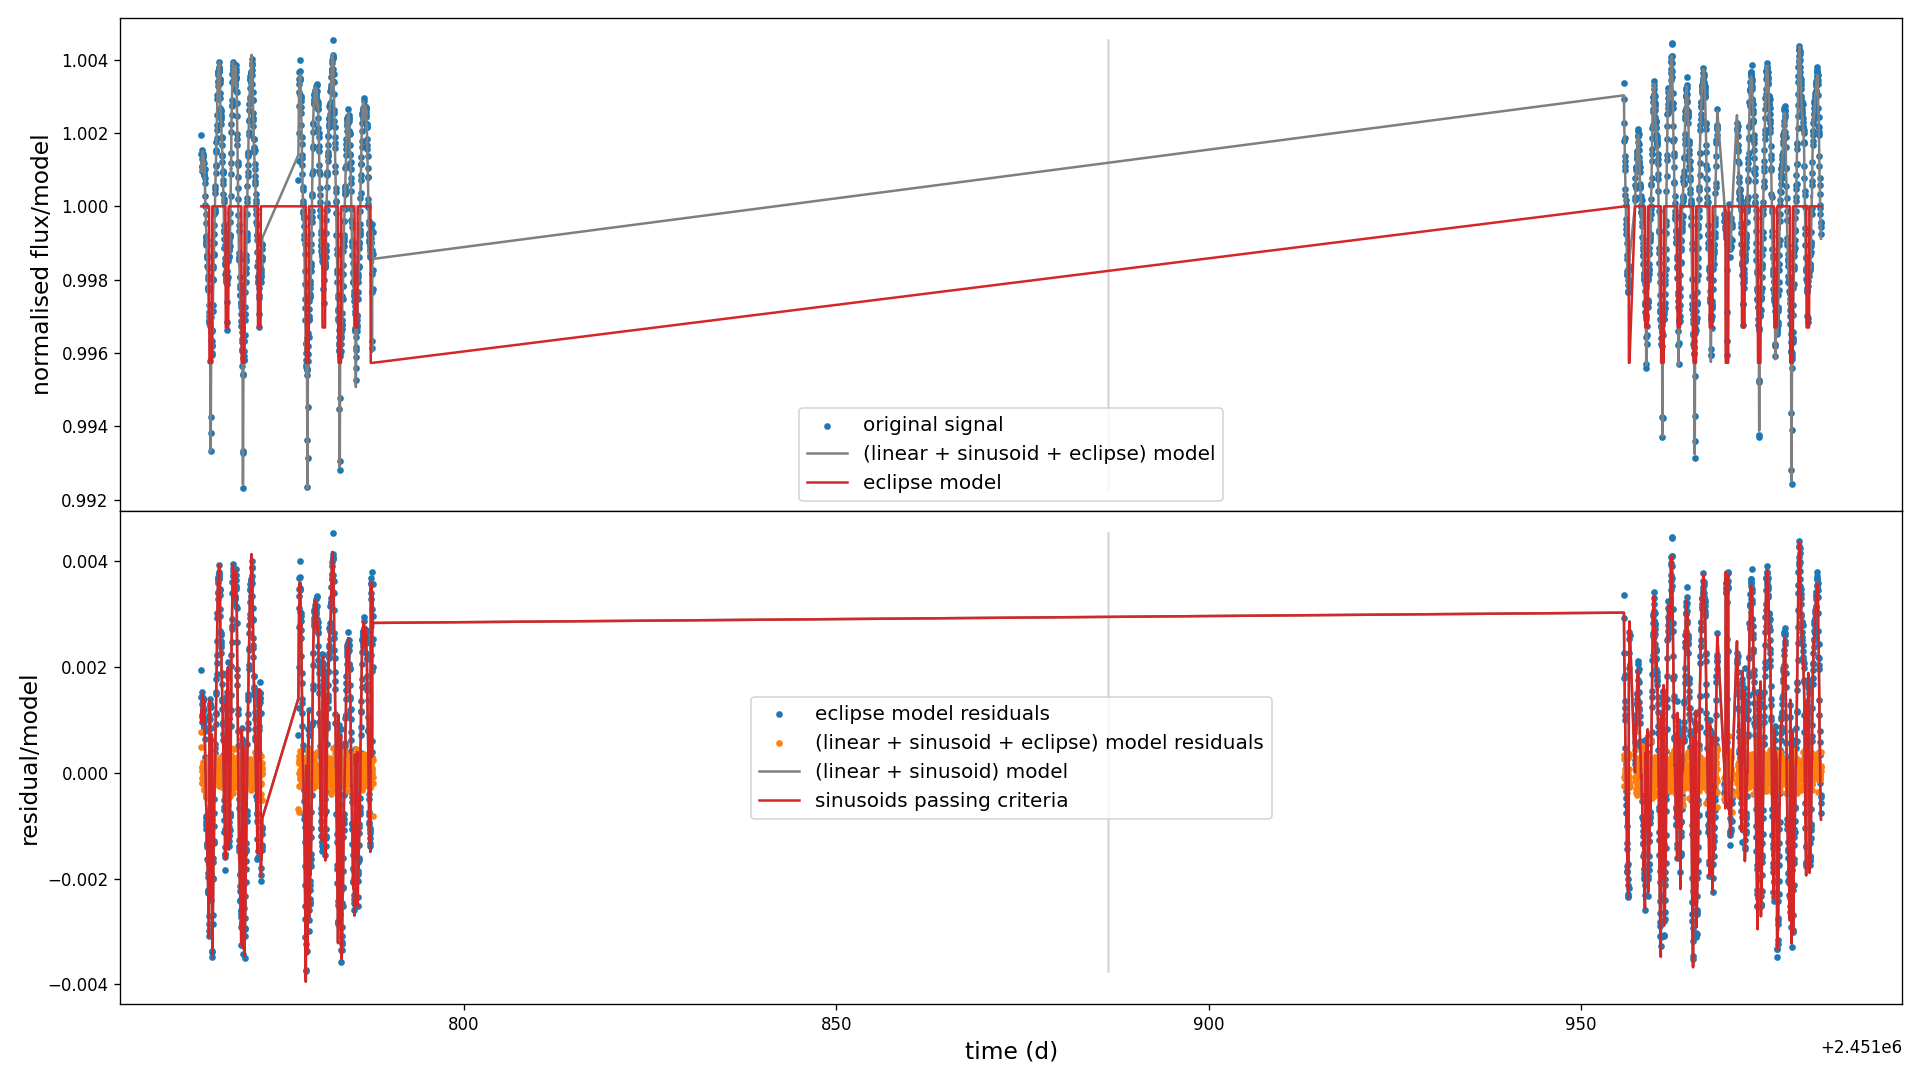 1.004
1.002
1.000
0.998
0.996
0.994
0.992
normalised flux/model
original signal
(linear + sinusoid + eclipse) model
eclipse model
0.004
0.002
0.000
−0.002
−0.004
residual/model
eclipse model residuals
(linear + sinusoid + eclipse) model residuals
(linear + sinusoid) model
sinusoids passing criteria
800
850
900
950
time (d)
+2.451e6